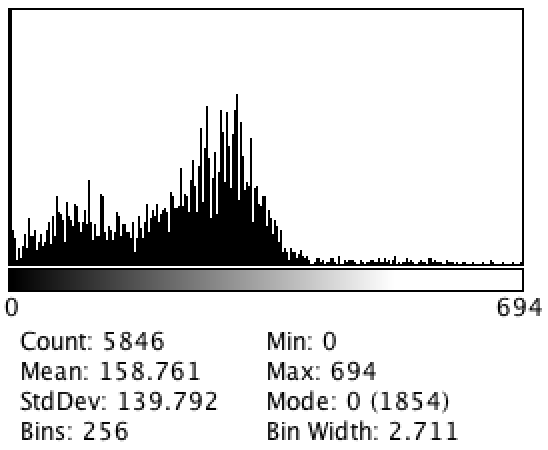 0 694
Count: 5846 Min: 0
Mean: 158.761 Max: 694
StdDev: 139.792 Mode: 0 (1854)
Bins: 256 Bin Width: 2.711